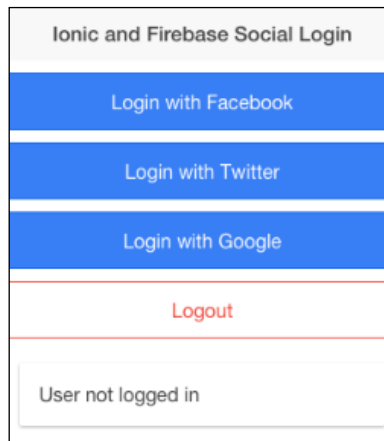 Ionic and Firebase Social Login
Login with Facebook
Login with Twitter
Login with Google
Logout
User not logged in